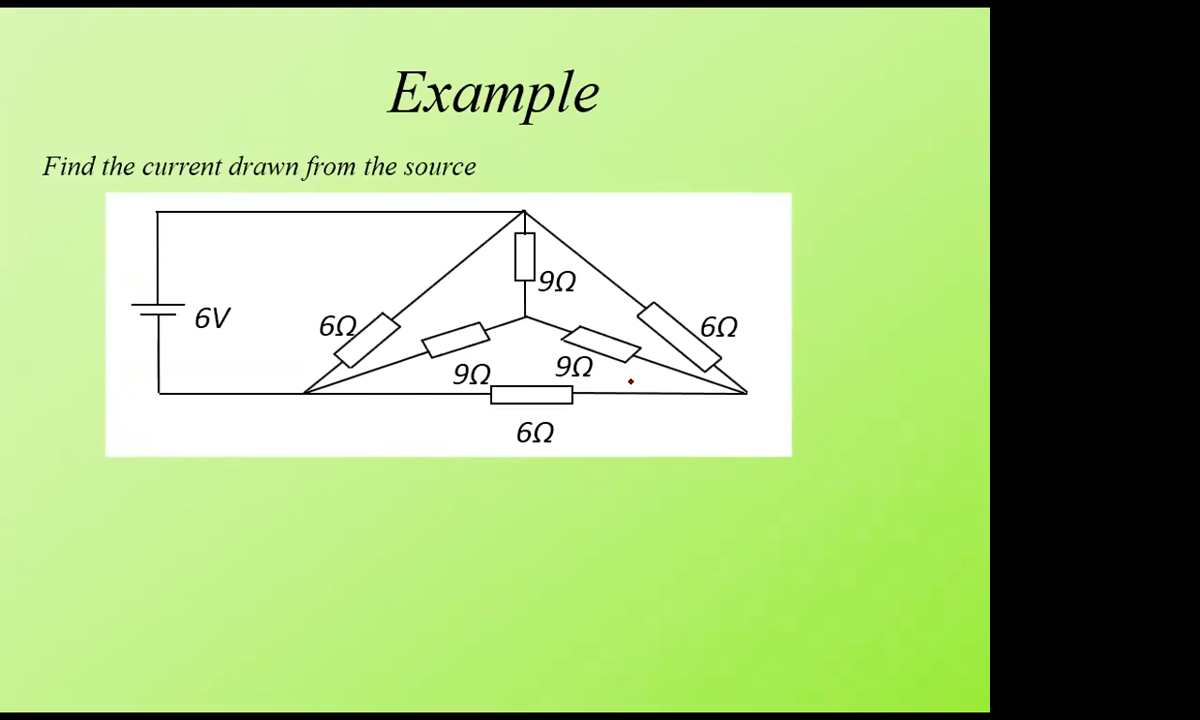 Example
Find the current drawn from the source
9Ω
6V
6Ω
6Ω
9Ω
9Ω
6Ω